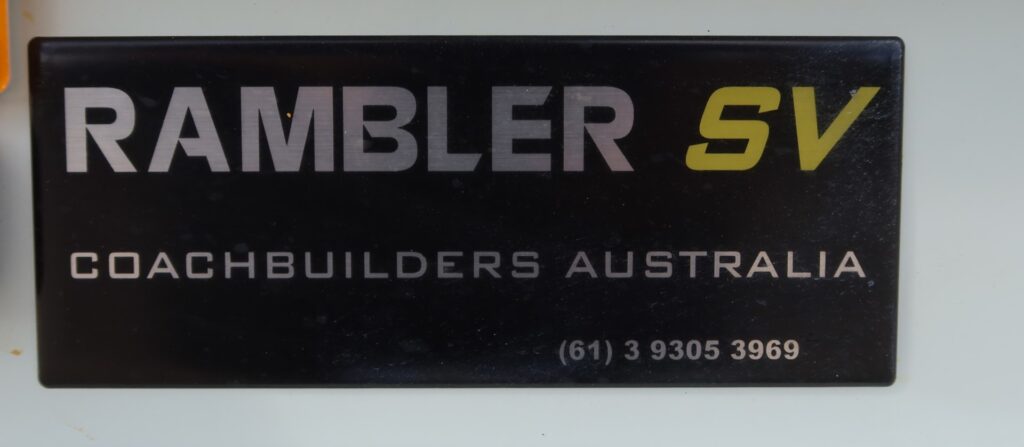 RAMBLER SV
COACHBUILDERS AUSTRALIA
(61) 3 9305 3969